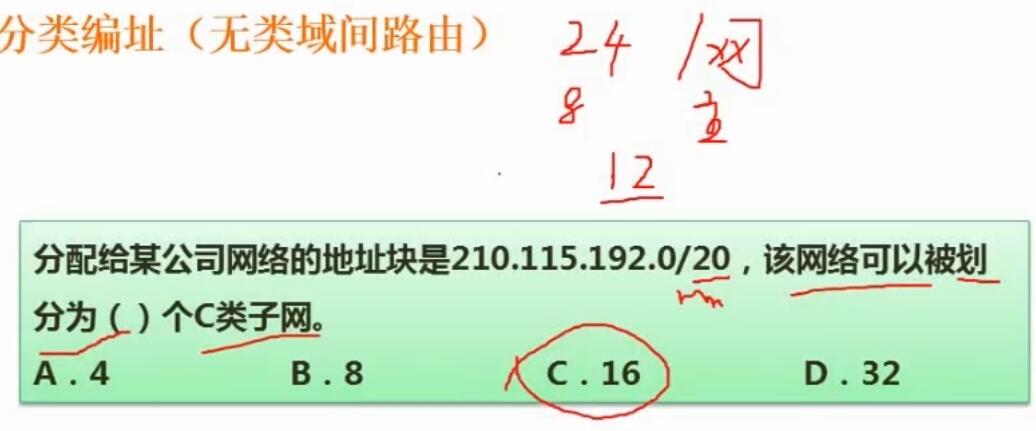 分类编址（无类域间路由）
24 /xx 网
8 主
12
分配给某公司网络的地址块是210.115.192.0/20，该网络可以被划
分为（ ）个C类子网。
A．4 B．8 C．16 D．32